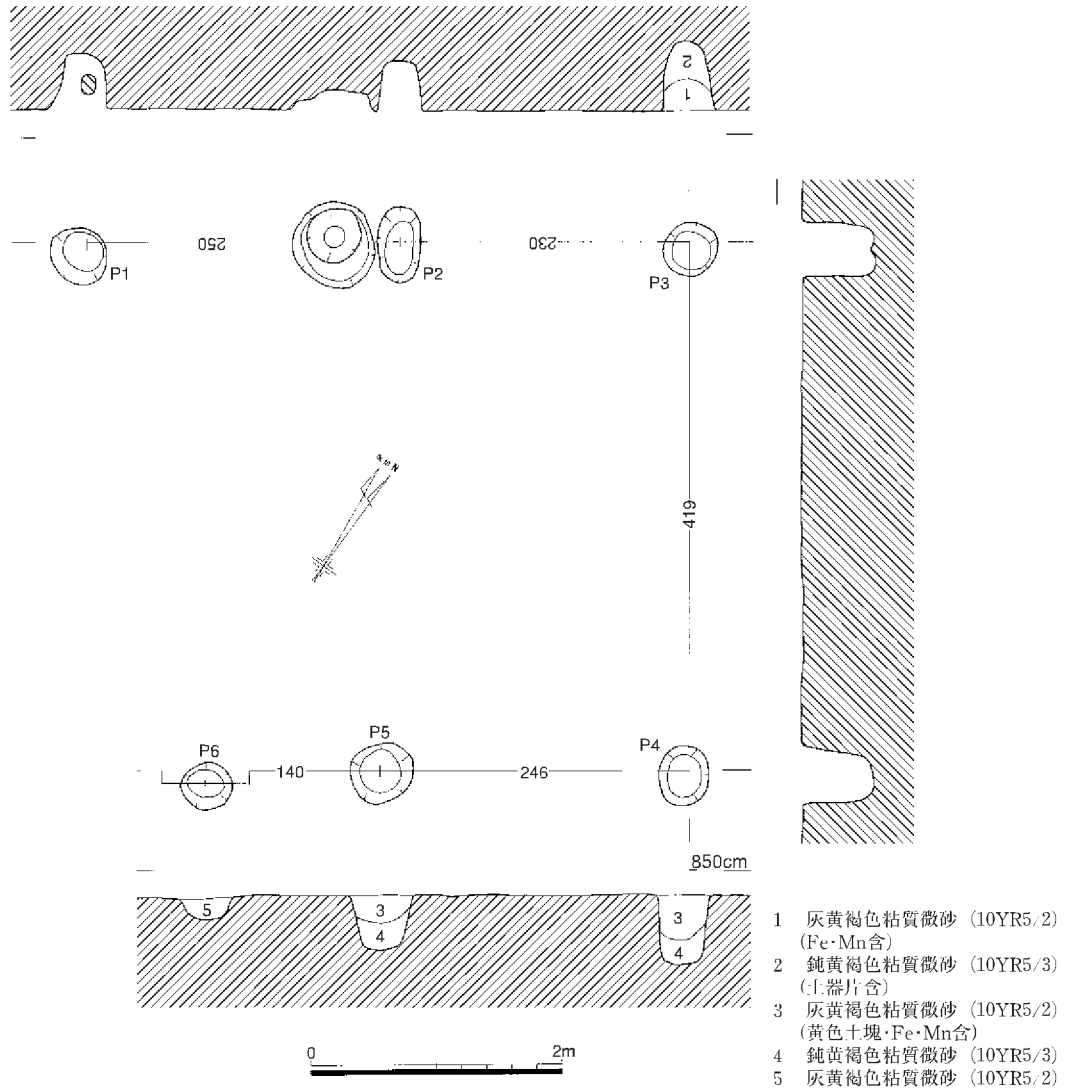 2
1
250
230
P1
P2
P3
N
419
P6
P5
P4
140
246
850cm
5
3
4
3
4
1 灰黄褐色粘質微砂 (10YR5/2)
(Fe・Mn含)
2 鈍黄褐色粘質微砂 (10YR5/3)
(土器片含)
3 灰黄褐色粘質微砂 (10YR5/2)
(黄色土塊・Fe・Mn含)
4 鈍黄褐色粘質微砂 (10YR5/3)
5 灰黄褐色粘質微砂 (10YR5/2)
0 2m